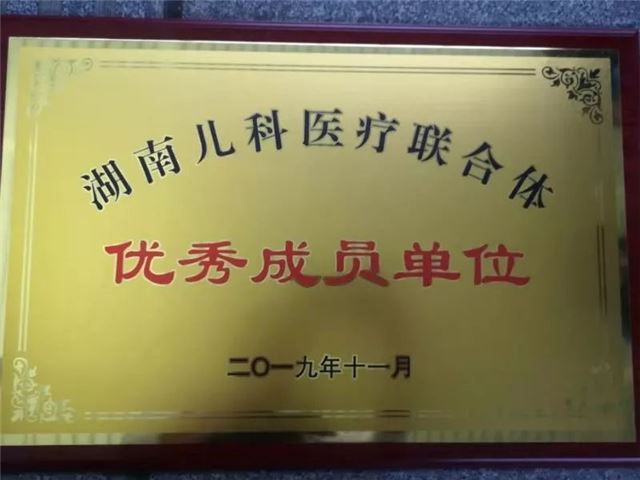 湖南儿科医疗联合体
优秀成员单位
二〇一九年十一月